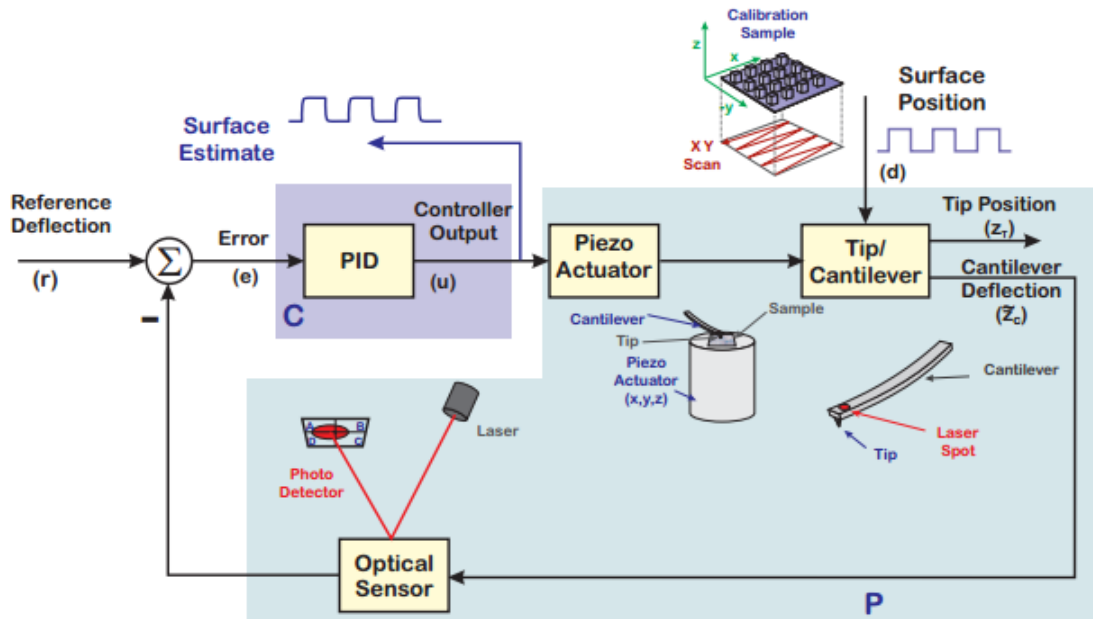 Calibration
Sample
z
x
-y
X Y
Scan
Surface
Position
(d)
Surface
Estimate
Reference
Deflection
(r)
Σ
Error
(e)
PID
Controller
Output
(u)
C
Piezo
Actuator
Tip/
Cantilever
Tip Position
(z_T)
Cantilever
Deflection
(z̃_c)
−
Cantilever
Sample
Tip
Piezo
Actuator
(x,y,z)
Cantilever
Laser
Spot
Tip
A B
D C
Laser
Photo
Detector
Optical
Sensor
P